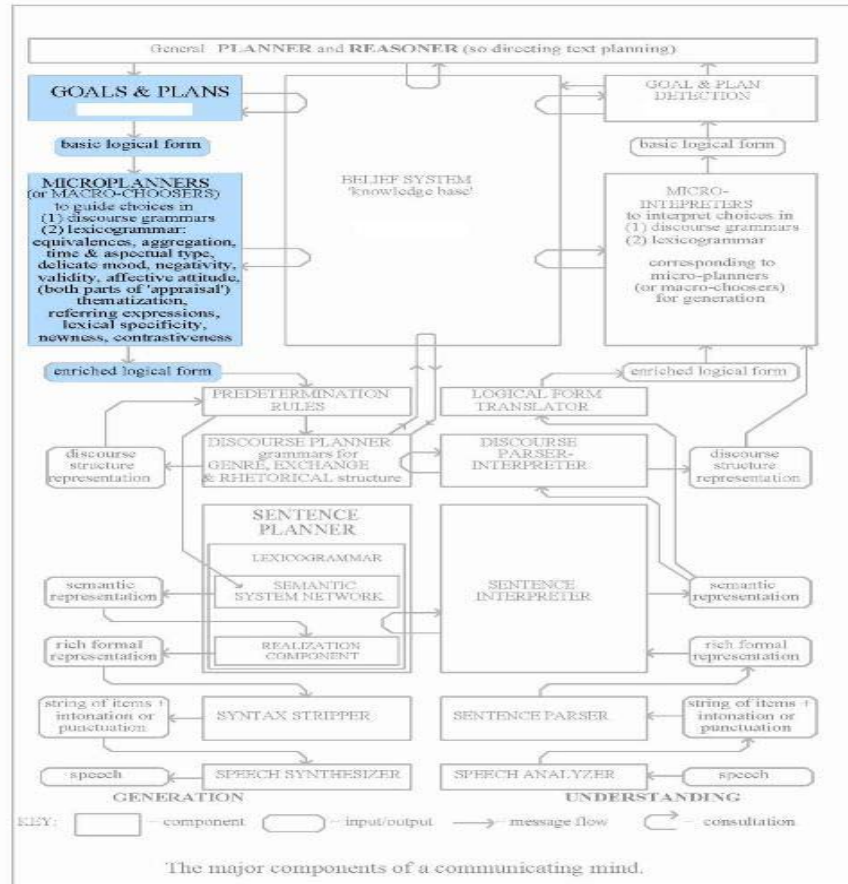 General PLANNER and REASONER (so directing text planning)
GOALS & PLANS
basic logical form
MICROPLANNERS
(or MACRO-CHOOSERS)
to guide choices in
(1) discourse grammars
(2) lexicogrammar:
equivalences, aggregation,
time & aspectual type,
delicate mood, negativity,
validity, affective attitude,
(both parts of 'appraisal')
thematization,
referring expressions,
lexical specificity,
newness, contrastiveness
enriched logical form
BELIEF SYSTEM
'knowledge base'
GOAL & PLAN
DETECTION
basic logical form
MICRO-
INTEPRETERS
to interpret choices in
(1) discourse grammars
(2) lexicogrammar
corresponding to
micro-planners
(or macro-choosers)
for generation
enriched logical form
PREDETERMINATION
RULES
LOGICAL FORM
TRANSLATOR
discourse
structure
representation
DISCOURSE PLANNER
grammars for
GENRE, EXCHANGE
& RHETORICAL structure
DISCOURSE
PARSER-
INTERPRETER
discourse
structure
representation
SENTENCE
PLANNER
LEXICOGRAMMAR
semantic
representation
SEMANTIC
SYSTEM NETWORK
SENTENCE
INTERPRETER
semantic
representation
rich formal
representation
REALIZATION
COMPONENT
rich formal
representation
string of items +
intonation or
punctuation
SYNTAX STRIPPER
SENTENCE PARSER
string of items +
intonation or
punctuation
speech
SPEECH SYNTHESIZER
SPEECH ANALYZER
speech
GENERATION
UNDERSTANDING
KEY:
– component
– input/output
– message flow
– consultation
The major components of a communicating mind.